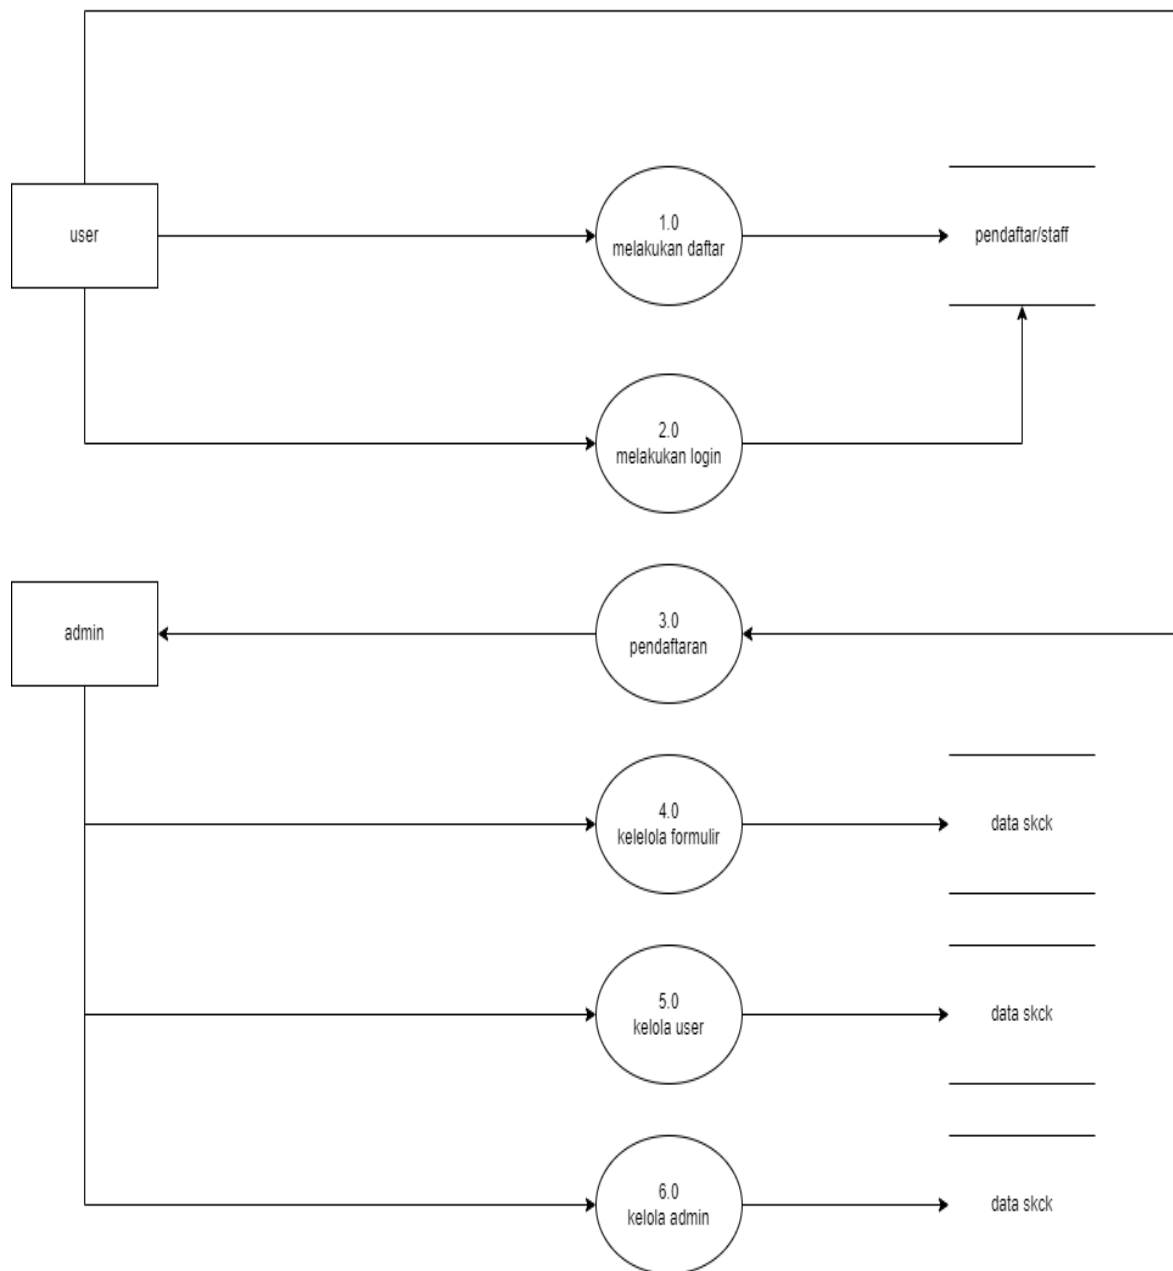 user
1.0
melakukan daftar
pendaftar/staff
2.0
melakukan login
admin
3.0
pendaftaran
4.0
kelelola formulir
data skck
5.0
kelola user
data skck
6.0
kelola admin
data skck